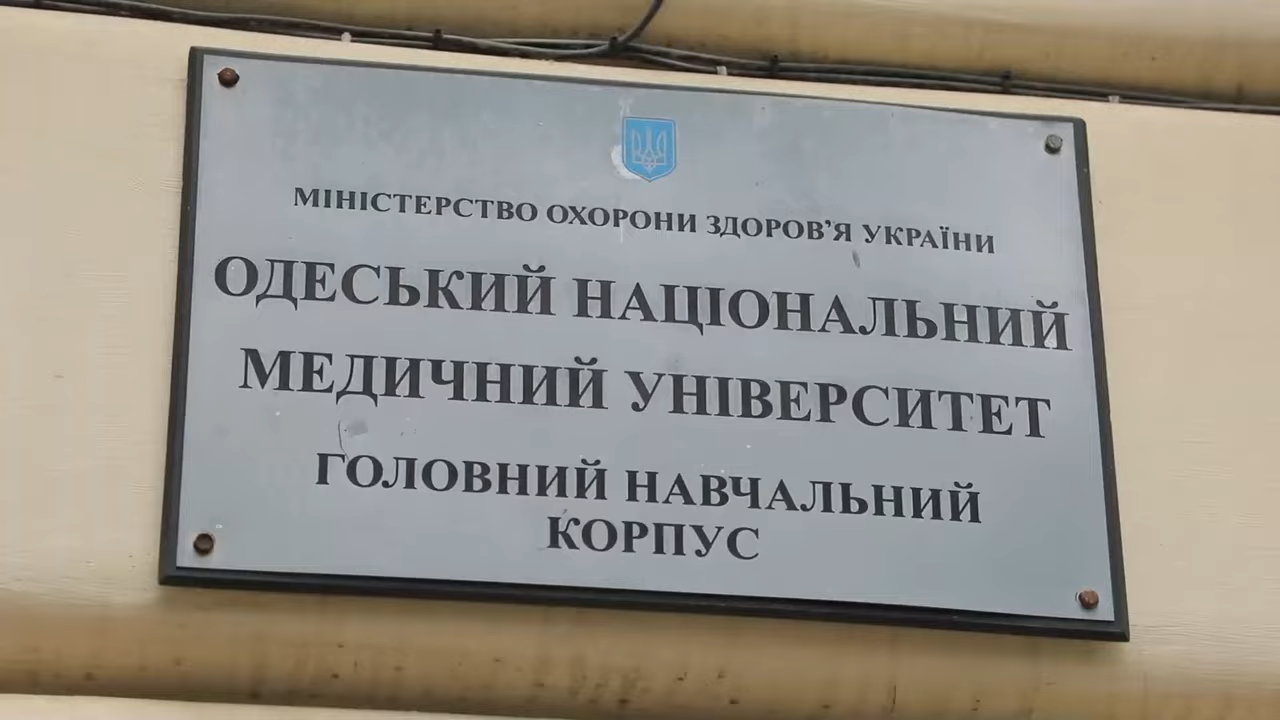 МІНІСТЕРСТВО ОХОРОНИ ЗДОРОВ’Я УКРАЇНИ
ОДЕСЬКИЙ НАЦІОНАЛЬНИЙ
МЕДИЧНИЙ УНІВЕРСИТЕТ
ГОЛОВНИЙ НАВЧАЛЬНИЙ
КОРПУС